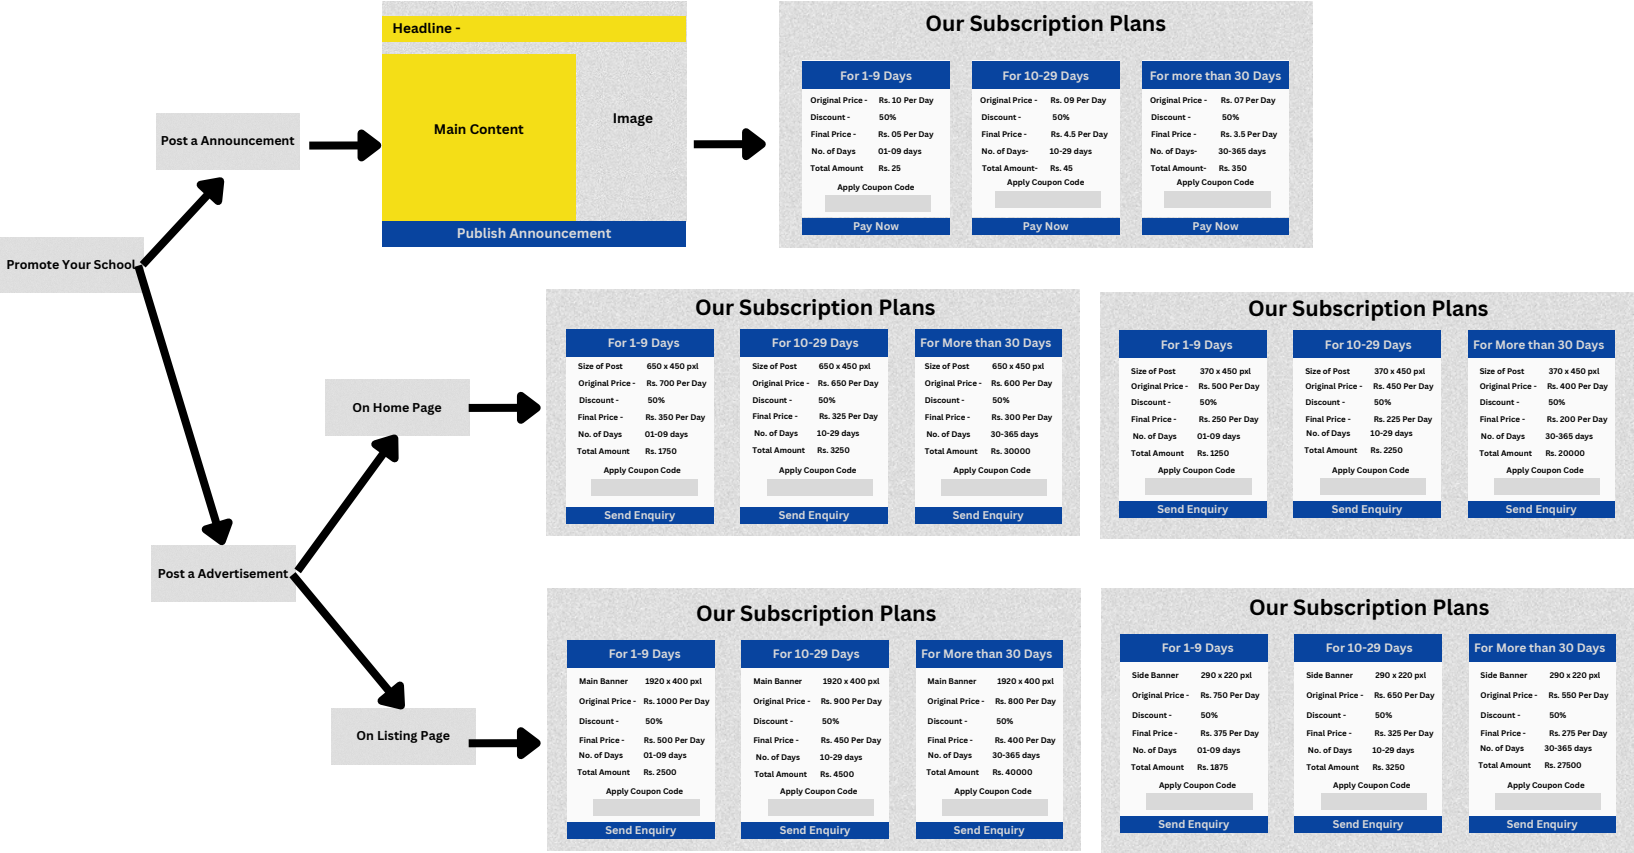 Promote Your School
Post a Announcement
Headline -
Main Content
Image
Publish Announcement
Our Subscription Plans
For 1-9 Days
Original Price - Rs. 10 Per Day
Discount - 50%
Final Price - Rs. 05 Per Day
No. of Days 01-09 days
Total Amount Rs. 25
Apply Coupon Code
Pay Now
For 10-29 Days
Original Price - Rs. 09 Per Day
Discount - 50%
Final Price - Rs. 4.5 Per Day
No. of Days- 10-29 days
Total Amount- Rs. 45
Apply Coupon Code
Pay Now
For more than 30 Days
Original Price - Rs. 07 Per Day
Discount - 50%
Final Price - Rs. 3.5 Per Day
No. of Days- 30-365 days
Total Amount- Rs. 350
Apply Coupon Code
Pay Now
Post a Advertisement
On Home Page
Our Subscription Plans
For 1-9 Days
Size of Post 650 x 450 pxl
Original Price - Rs. 700 Per Day
Discount - 50%
Final Price - Rs. 350 Per Day
No. of Days 01-09 days
Total Amount Rs. 1750
Apply Coupon Code
Send Enquiry
For 10-29 Days
Size of Post 650 x 450 pxl
Original Price - Rs. 650 Per Day
Discount - 50%
Final Price - Rs. 325 Per Day
No. of Days 10-29 days
Total Amount Rs. 3250
Apply Coupon Code
Send Enquiry
For More than 30 Days
Size of Post 650 x 450 pxl
Original Price - Rs. 600 Per Day
Discount - 50%
Final Price - Rs. 300 Per Day
No. of Days 30-365 days
Total Amount Rs. 30000
Apply Coupon Code
Send Enquiry
Our Subscription Plans
For 1-9 Days
Size of Post 370 x 450 pxl
Original Price - Rs. 500 Per Day
Discount - 50%
Final Price - Rs. 250 Per Day
No. of Days 01-09 days
Total Amount Rs. 1250
Apply Coupon Code
Send Enquiry
For 10-29 Days
Size of Post 370 x 450 pxl
Original Price - Rs. 450 Per Day
Discount - 50%
Final Price - Rs. 225 Per Day
No. of Days 10-29 days
Total Amount Rs. 2250
Apply Coupon Code
Send Enquiry
For More than 30 Days
Size of Post 370 x 450 pxl
Original Price - Rs. 400 Per Day
Discount - 50%
Final Price - Rs. 200 Per Day
No. of Days 30-365 days
Total Amount Rs. 20000
Apply Coupon Code
Send Enquiry
On Listing Page
Our Subscription Plans
For 1-9 Days
Main Banner 1920 x 400 pxl
Original Price - Rs. 1000 Per Day
Discount - 50%
Final Price - Rs. 500 Per Day
No. of Days 01-09 days
Total Amount Rs. 2500
Apply Coupon Code
Send Enquiry
For 10-29 Days
Main Banner 1920 x 400 pxl
Original Price - Rs. 900 Per Day
Discount - 50%
Final Price - Rs. 450 Per Day
No. of Days 10-29 days
Total Amount Rs. 4500
Apply Coupon Code
Send Enquiry
For More than 30 Days
Main Banner 1920 x 400 pxl
Original Price - Rs. 800 Per Day
Discount - 50%
Final Price - Rs. 400 Per Day
No. of Days 30-365 days
Total Amount Rs. 40000
Apply Coupon Code
Send Enquiry
Our Subscription Plans
For 1-9 Days
Side Banner 290 x 220 pxl
Original Price - Rs. 750 Per Day
Discount - 50%
Final Price - Rs. 375 Per Day
No. of Days 01-09 days
Total Amount Rs. 1875
Apply Coupon Code
Send Enquiry
For 10-29 Days
Side Banner 290 x 220 pxl
Original Price - Rs. 650 Per Day
Discount - 50%
Final Price - Rs. 325 Per Day
No. of Days 10-29 days
Total Amount Rs. 3250
Apply Coupon Code
Send Enquiry
For More than 30 Days
Side Banner 290 x 220 pxl
Original Price - Rs. 550 Per Day
Discount - 50%
Final Price - Rs. 275 Per Day
No. of Days 30-365 days
Total Amount Rs. 27500
Apply Coupon Code
Send Enquiry